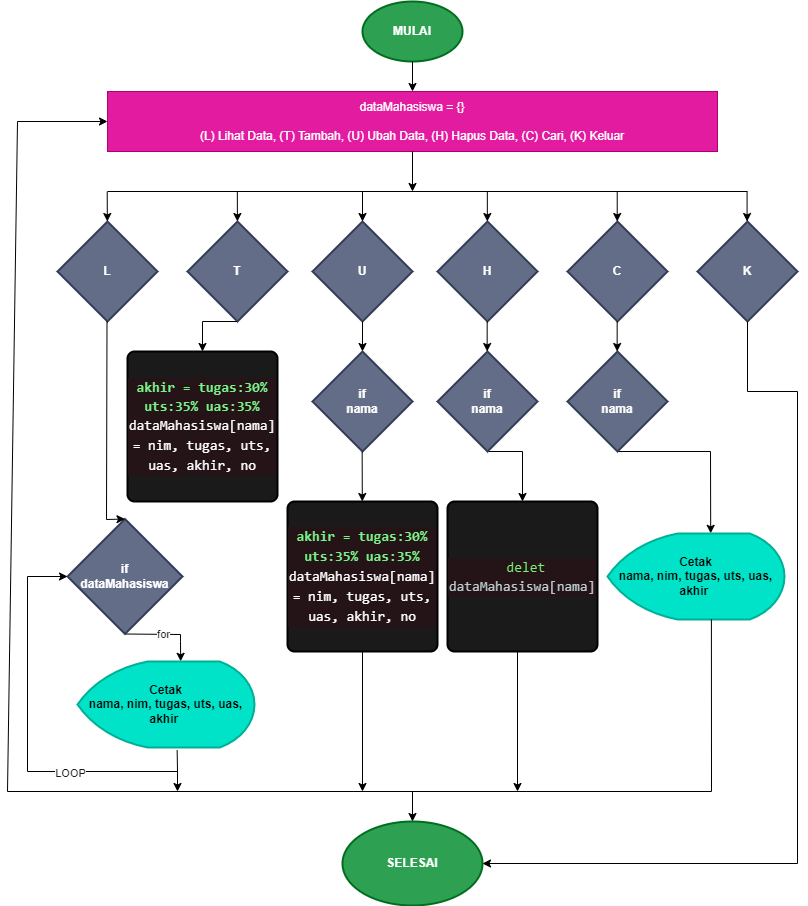 MULAI
dataMahasiswa = {}
(L) Lihat Data, (T) Tambah, (U) Ubah Data, (H) Hapus Data, (C) Cari, (K) Keluar
L
T
U
H
C
K
akhir = tugas:30%
uts:35% uas:35%
dataMahasiswa[nama]
= nim, tugas, uts,
uas, akhir, no
if
nama
if
nama
if
nama
if
dataMahasiswa
akhir = tugas:30%
uts:35% uas:35%
dataMahasiswa[nama]
= nim, tugas, uts,
uas, akhir, no
delet
dataMahasiswa[nama]
Cetak
nama, nim, tugas, uts, uas,
akhir
for
Cetak
nama, nim, tugas, uts, uas,
akhir
LOOP
SELESAI